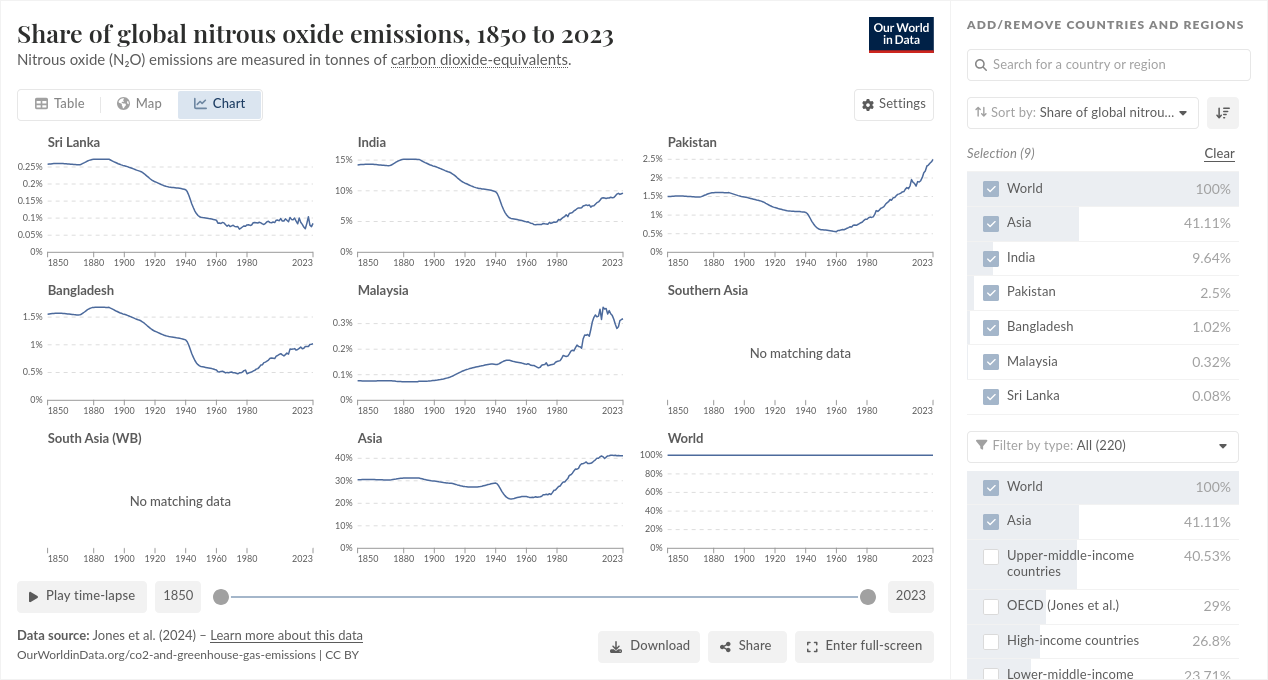 Share of global nitrous oxide emissions, 1850 to 2023
Nitrous oxide (N₂O) emissions are measured in tonnes of carbon dioxide-equivalents.
Our World
in Data
Table
Map
Chart
Settings
Sri Lanka
0.25%
0.2%
0.15%
0.1%
0.05%
0%
1850 1880 1900 1920 1940 1960 1980 2023
India
15%
10%
5%
0%
1850 1880 1900 1920 1940 1960 1980 2023
Pakistan
2.5%
2%
1.5%
1%
0.5%
0%
1850 1880 1900 1920 1940 1960 1980 2023
Bangladesh
1.5%
1%
0.5%
0%
1850 1880 1900 1920 1940 1960 1980 2023
Malaysia
0.3%
0.2%
0.1%
0%
1850 1880 1900 1920 1940 1960 1980 2023
Southern Asia
No matching data
1850 1880 1900 1920 1940 1960 1980 2023
South Asia (WB)
No matching data
1850 1880 1900 1920 1940 1960 1980 2023
Asia
40%
30%
20%
10%
0%
1850 1880 1900 1920 1940 1960 1980 2023
World
100%
80%
60%
40%
20%
0%
1850 1880 1900 1920 1940 1960 1980 2023
Play time-lapse
1850
2023
Data source: Jones et al. (2024) – Learn more about this data
OurWorldinData.org/co2-and-greenhouse-gas-emissions | CC BY
Download
Share
Enter full-screen
ADD/REMOVE COUNTRIES AND REGIONS
Search for a country or region
Sort by: Share of global nitrou...
Selection (9)
Clear
World 100%
Asia 41.11%
India 9.64%
Pakistan 2.5%
Bangladesh 1.02%
Malaysia 0.32%
Sri Lanka 0.08%
Filter by type: All (220)
World 100%
Asia 41.11%
Upper-middle-income 40.53%
countries
OECD (Jones et al.) 29%
High-income countries 26.8%
Lower-middle-income 23.71%